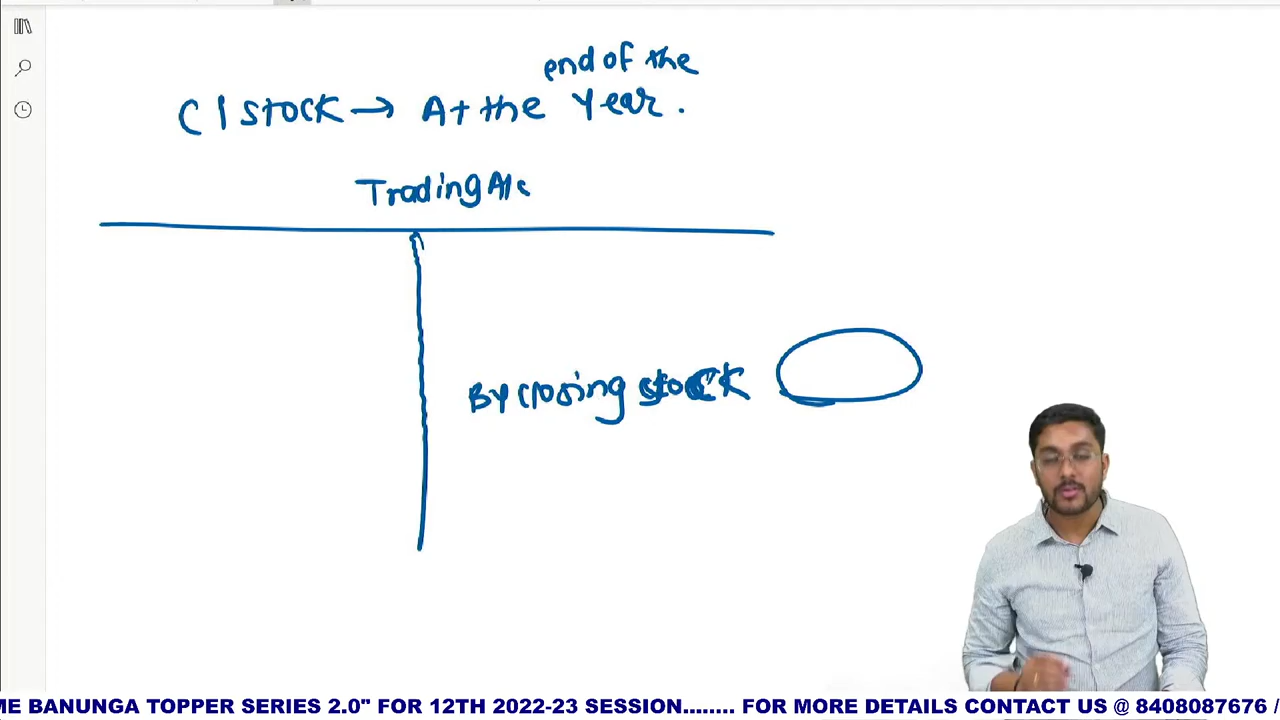 end of the
C/stock → At the Year.
Trading A/c
By closing stock
ME BANUNGA TOPPER SERIES 2.0" FOR 12TH 2022-23 SESSION........ FOR MORE DETAILS CONTACT US @ 8408087676 /